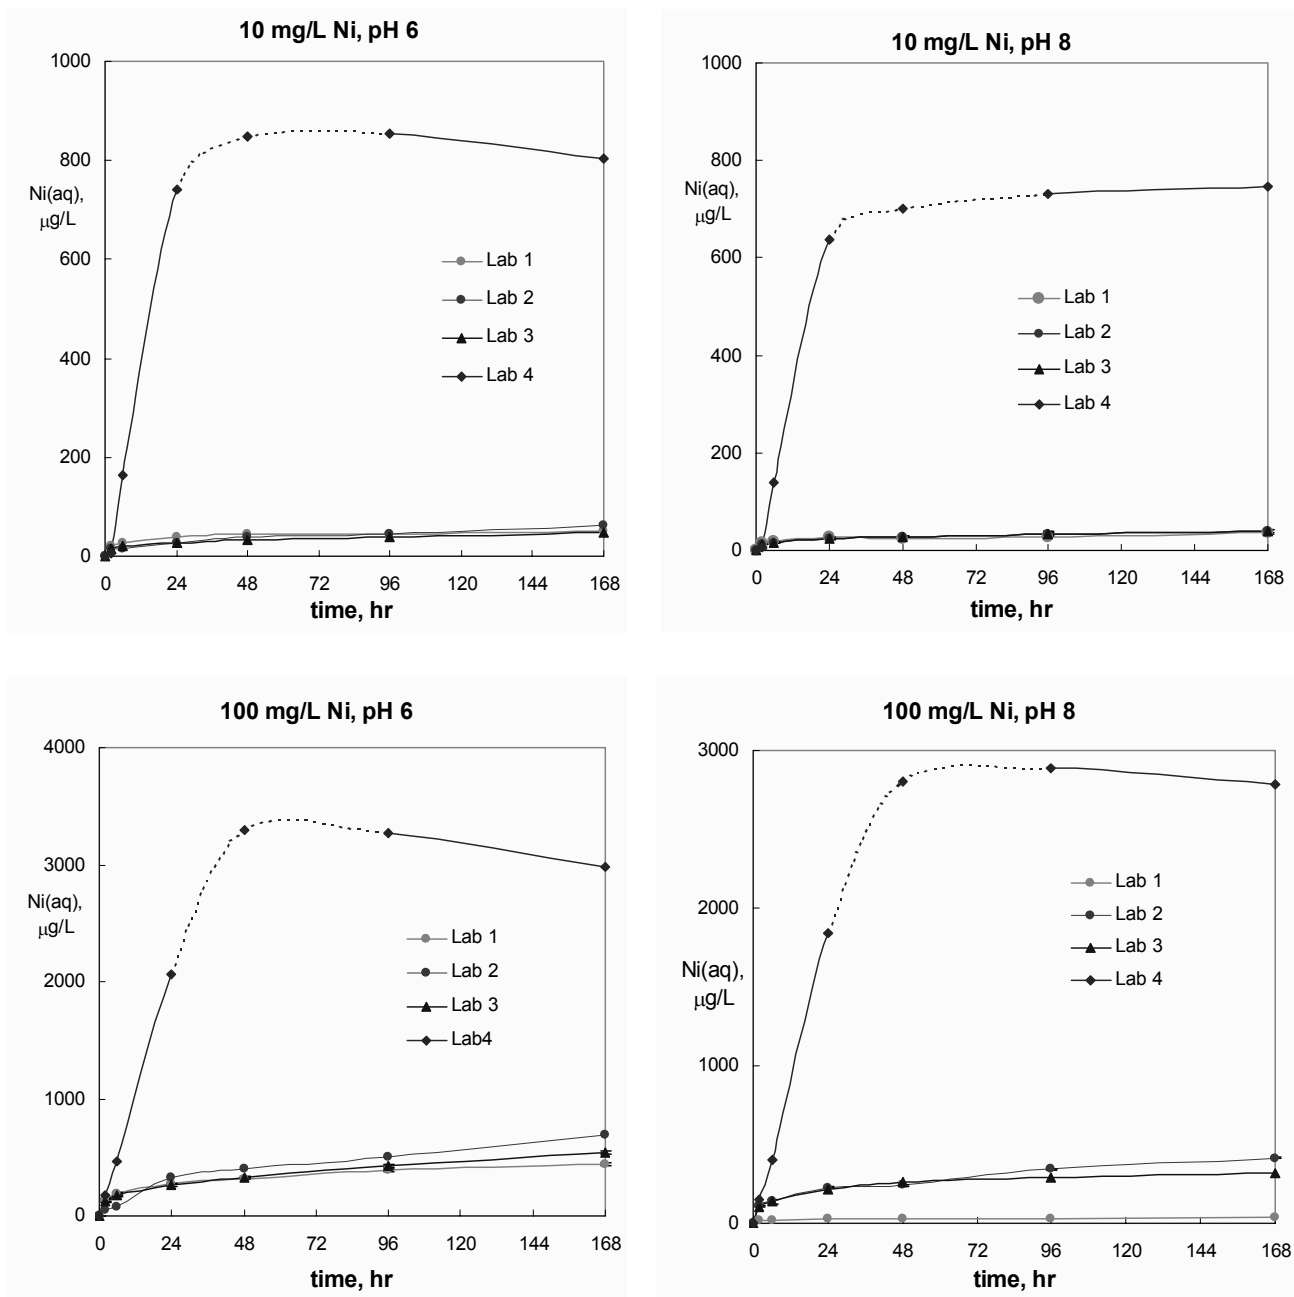 10 mg/L Ni, pH 6
1000
800
Ni(aq),
μg/L
600
400
200
0
Lab 1
Lab 2
Lab 3
Lab 4
0 24 48 72 96 120 144 168
time, hr
10 mg/L Ni, pH 8
1000
800
Ni(aq),
μg/L
600
400
200
0
Lab 1
Lab 2
Lab 3
Lab 4
0 24 48 72 96 120 144 168
time, hr
100 mg/L Ni, pH 6
4000
3000
Ni(aq),
μg/L
2000
1000
0
Lab 1
Lab 2
Lab 3
Lab4
0 24 48 72 96 120 144 168
time, hr
100 mg/L Ni, pH 8
3000
2000
Ni(aq),
μg/L
1000
0
Lab 1
Lab 2
Lab 3
Lab 4
0 24 48 72 96 120 144 168
time, hr